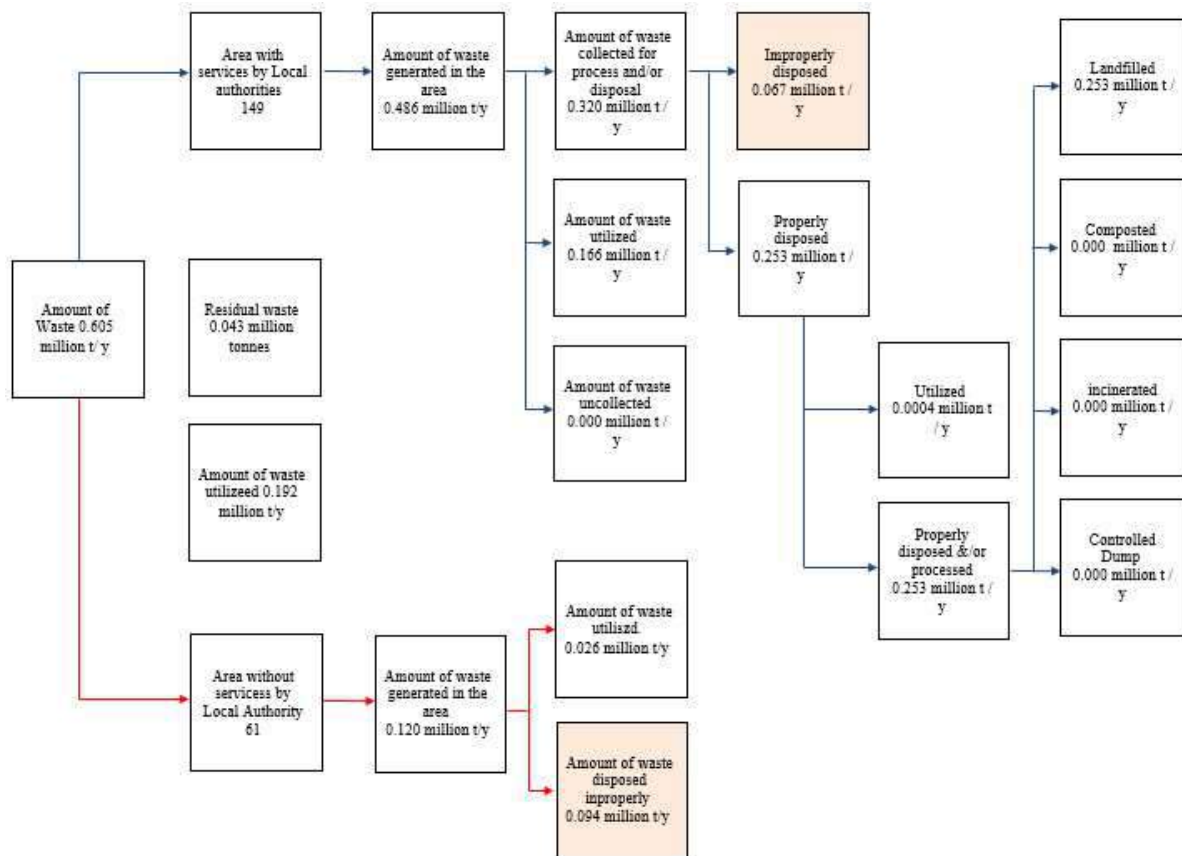 Area with
services by Local
authorities
149
Amount of waste
generated in the
area
0.486 million t/y
Amount of waste
collected for
process and/or
disposal
0.320 million t /
y
Improperly
disposed
0.067 million t /
y
Landfilled
0.253 million t /
y
Amount of waste
utilized
0.166 million t /
y
Properly
disposed
0.253 million t /
y
Composted
0.000 million t /
y
Amount of
Waste 0.605
million t/ y
Residual waste
0.043 million
tonnes
Amount of waste
uncollected
0.000 million t /
y
Utilized
0.0004 million t
/ y
incinerated
0.000 million t /
y
Amount of waste
utilizeed 0.192
million t/y
Properly
disposed &/or
processed
0.253 million t /
y
Controlled
Dump
0.000 million t /
y
Area without
servicess by
Local Authority
61
Amount of waste
generated in the
area
0.120 million t/y
Amount of waste
utiliszd.
0.026 million t/y
Amount of waste
disposed
inproperly
0.094 million t/y